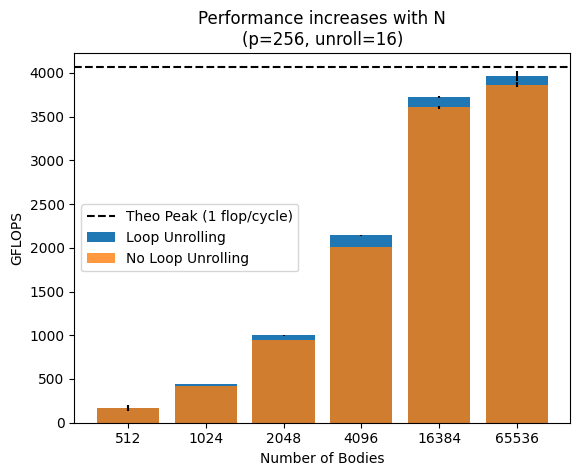 Performance increases with N
(p=256, unroll=16)
GFLOPS
4000
3500
3000
2500
2000
1500
1000
500
0
Theo Peak (1 flop/cycle)
Loop Unrolling
No Loop Unrolling
512 1024 2048 4096 16384 65536
Number of Bodies